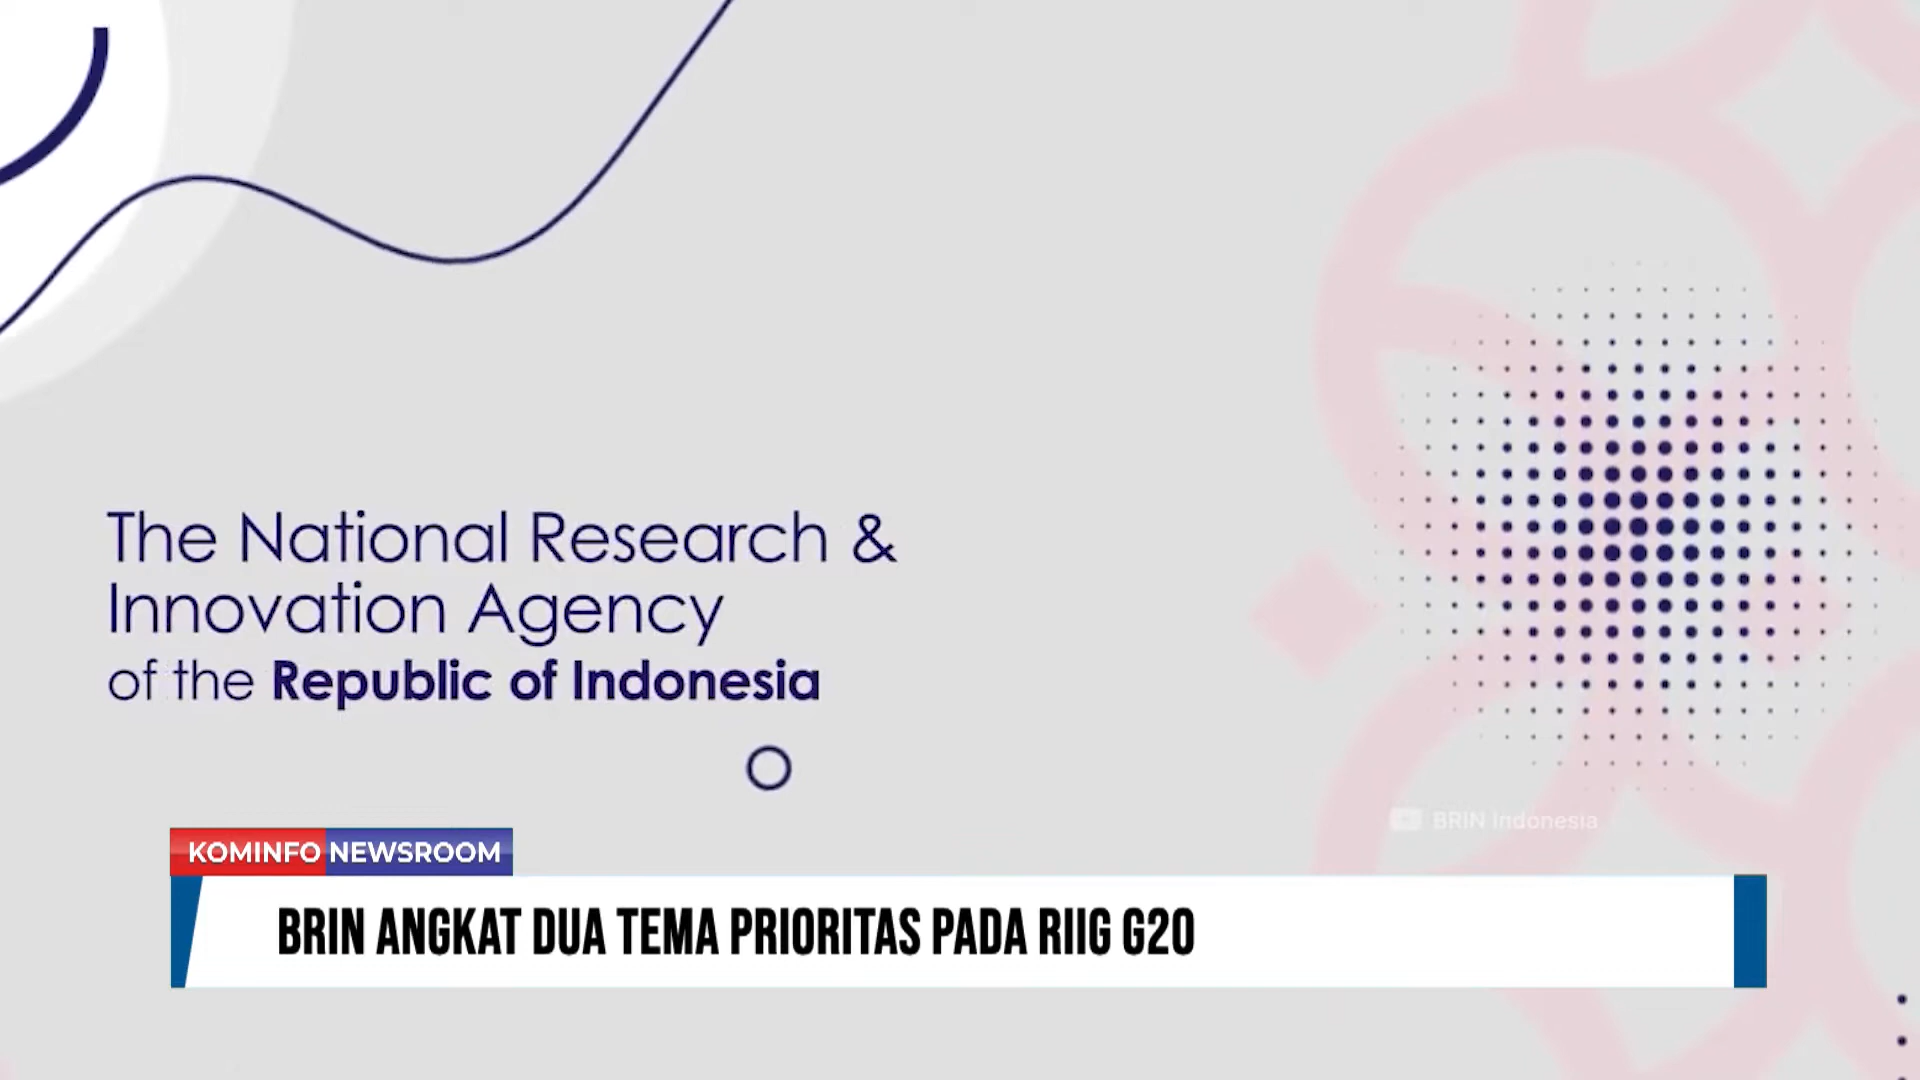 The National Research &
Innovation Agency
of the Republic of Indonesia
BRIN Indonesia
KOMINFO NEWSROOM
BRIN ANGKAT DUA TEMA PRIORITAS PADA RIIG G20